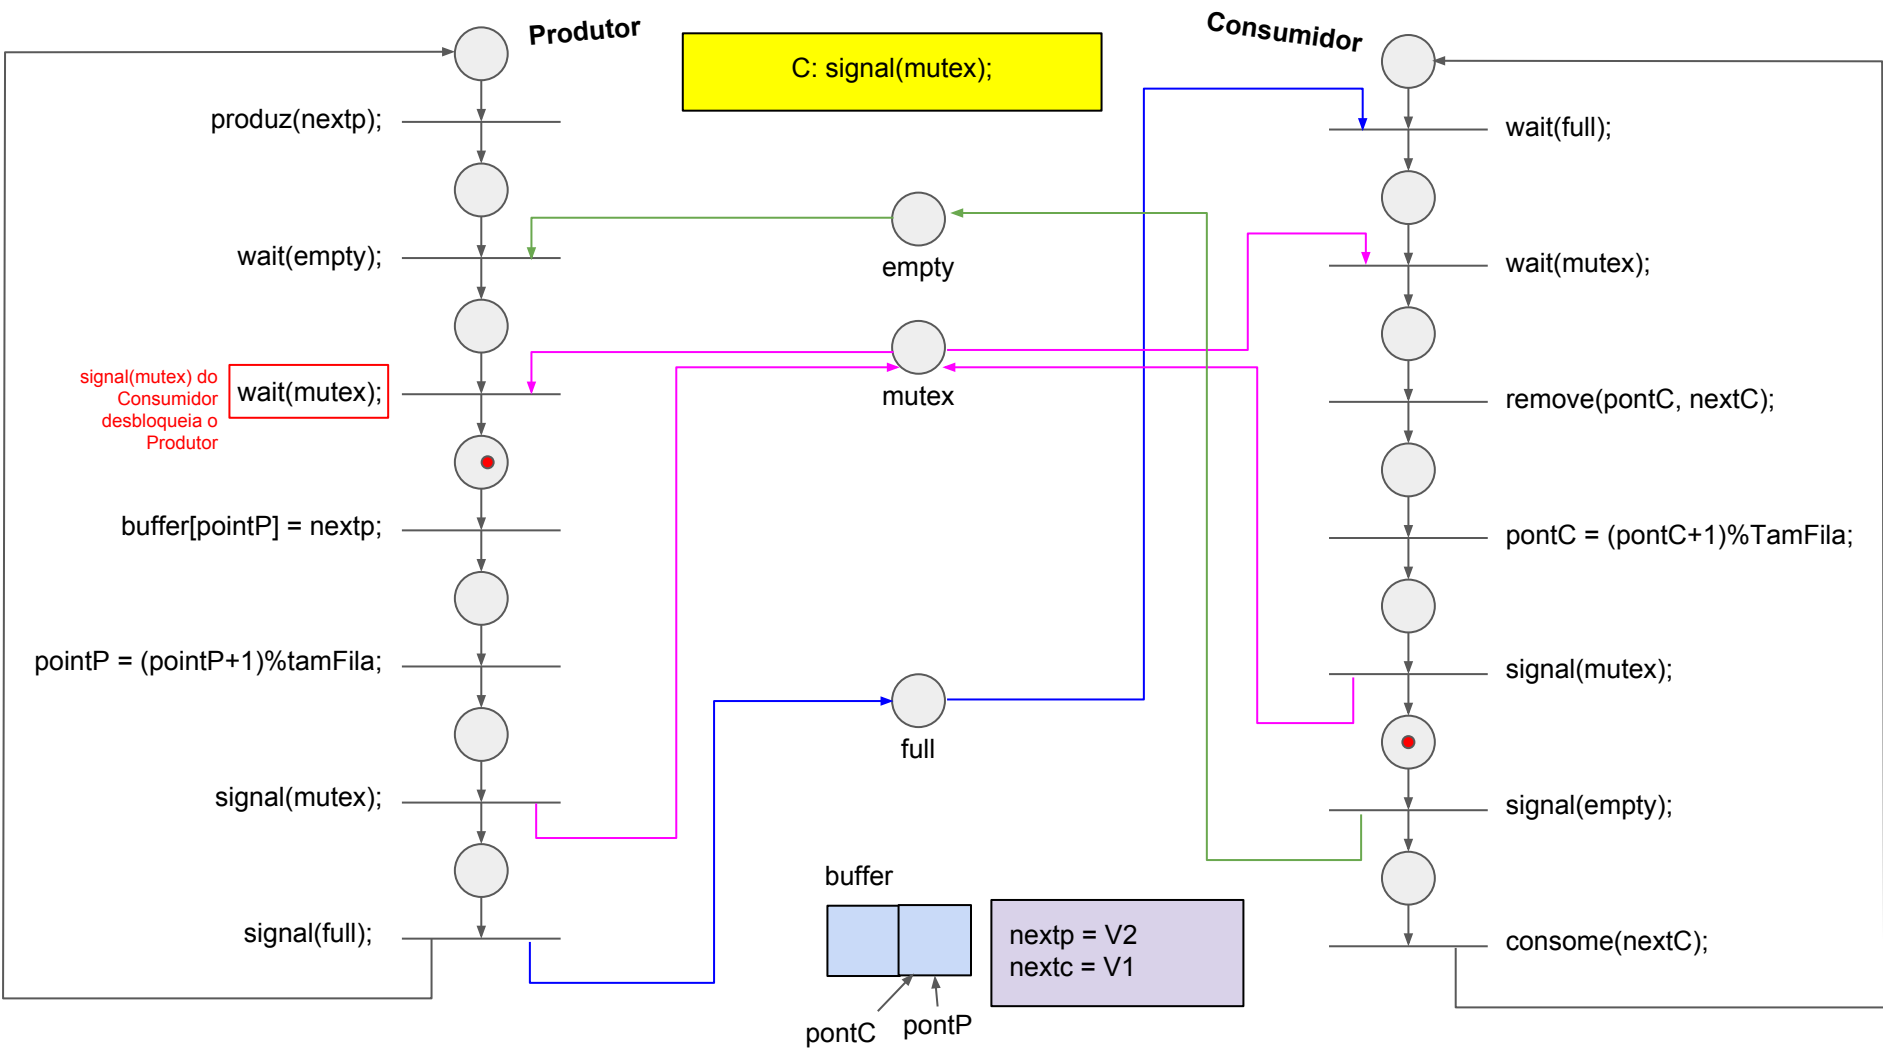 Produtor
Consumidor
C: signal(mutex);
produz(nextp);
wait(full);
wait(empty);
empty
wait(mutex);
signal(mutex) do
Consumidor
desbloqueia o
Produtor
wait(mutex);
mutex
remove(pontC, nextC);
buffer[pointP] = nextp;
pontC = (pontC+1)%TamFila;
pointP = (pointP+1)%tamFila;
signal(mutex);
full
signal(mutex);
signal(empty);
buffer
signal(full);
nextp = V2
nextc = V1
consome(nextC);
pontC
pontP